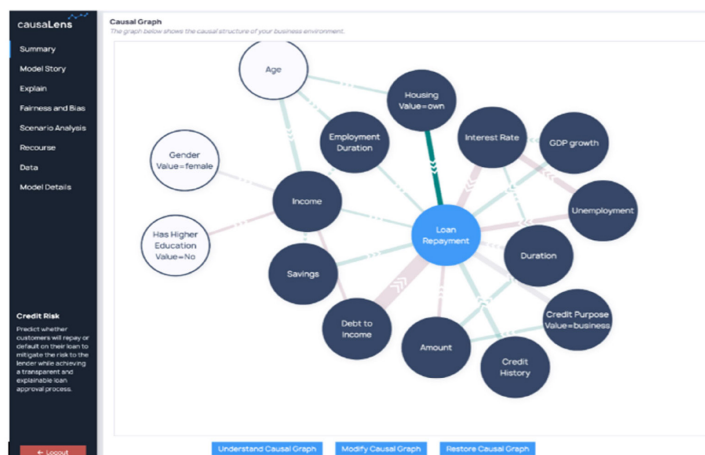 causaLens
Summary
Model Story
Explain
Fairness and Bias
Scenario Analysis
Recourse
Data
Model Details
Credit Risk
Predict whether
customers will repay or
default on their loan to
mitigate the risk to the
lender while achieving
a transparent and
explainable loan
approval process.
← Logout
Causal Graph
The graph below shows the causal structure of your business environment.
Age
Housing
Value=own
Employment
Duration
Interest Rate
GDP growth
Gender
Value=female
Income
Unemployment
Has Higher
Education
Value=No
Loan
Repayment
Duration
Savings
Debt to
Income
Amount
Credit Purpose
Value=business
Credit
History
Understand Causal Graph
Modify Causal Graph
Restore Causal Graph